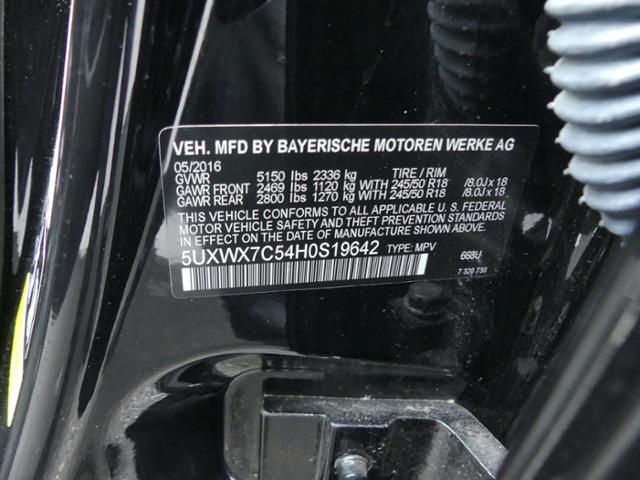 VEH. MFD BY BAYERISCHE MOTOREN WERKE AG
05/2016
GVWR 5150 lbs 2336 kg TIRE / RIM
GAWR FRONT 2469 lbs 1120 kg WITH 245/50 R18 /8.0J x 18
GAWR REAR 2800 lbs 1270 kg WITH 245/50 R18 /8.0J x 18
THIS VEHICLE CONFORMS TO ALL APPLICABLE U. S. FEDERAL
MOTOR VEHICLE SAFETY AND THEFT PREVENTION STANDARDS
IN EFFECT ON THE DATE OF MANUFACTURE SHOWN ABOVE.
5UXWX7C54H0S19642 TYPE: MPV 668U
7 320 730